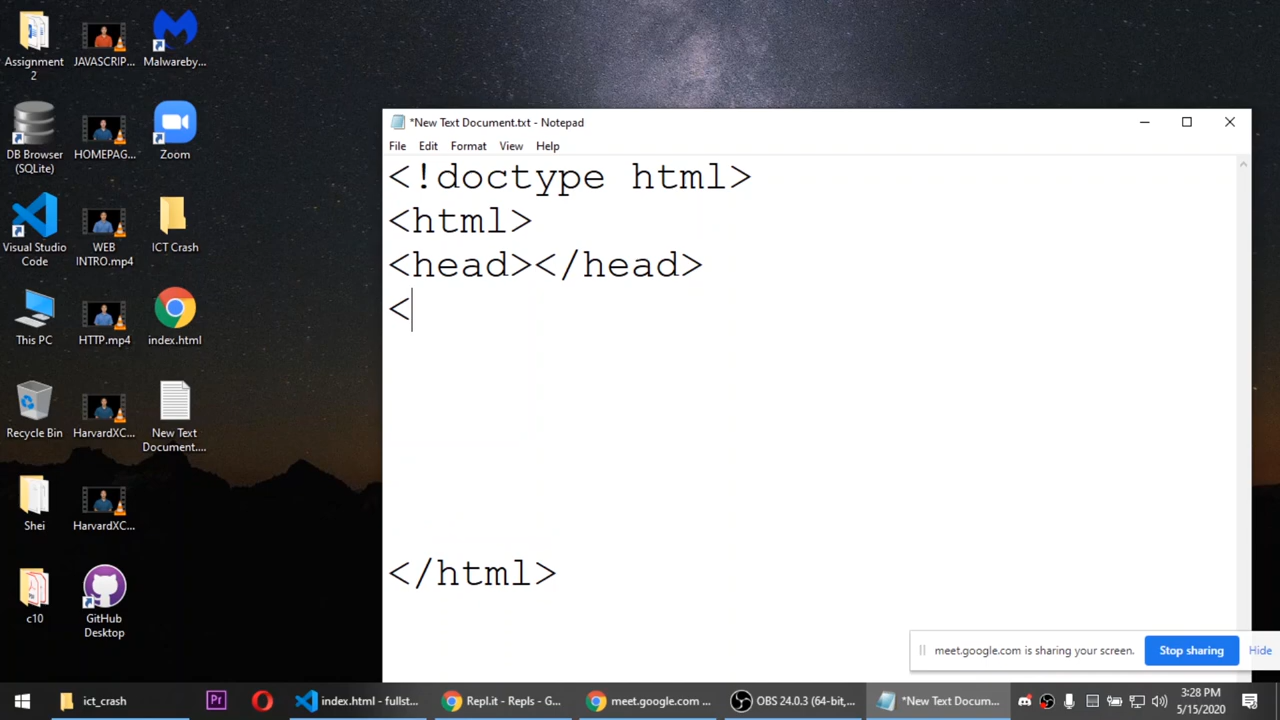 Assignment
2
JAVASCRIP...
Malwareby...
DB Browser
(SQLite)
HOMEPAG...
Zoom
Visual Studio
Code
WEB
INTRO.mp4
ICT Crash
This PC
HTTP.mp4
index.html
Recycle Bin
HarvardXC...
New Text
Document....
Shei
HarvardXC...
c10
GitHub
Desktop
*New Text Document.txt - Notepad
File Edit Format View Help
<!doctype html>
<html>
<head></head>
<
</html>
meet.google.com is sharing your screen.
Stop sharing
Hide
ict_crash
Pr
index.html - fullst...
Repl.it - Repls - G...
meet.google.com ...
OBS 24.0.3 (64-bit,...
*New Text Docum...
3:28 PM
5/15/2020